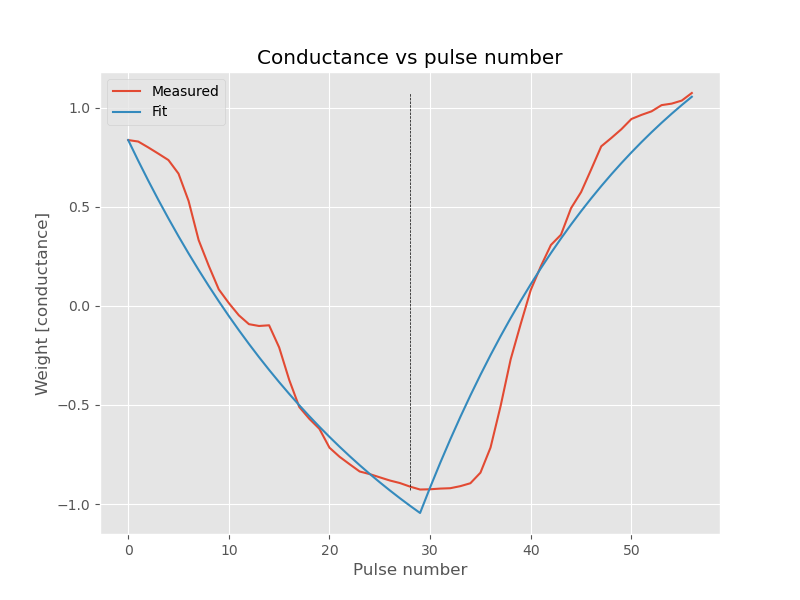 Conductance vs pulse number
Measured
Fit
1.0
0.5
0.0
−0.5
−1.0
Weight [conductance]
0 10 20 30 40 50
Pulse number